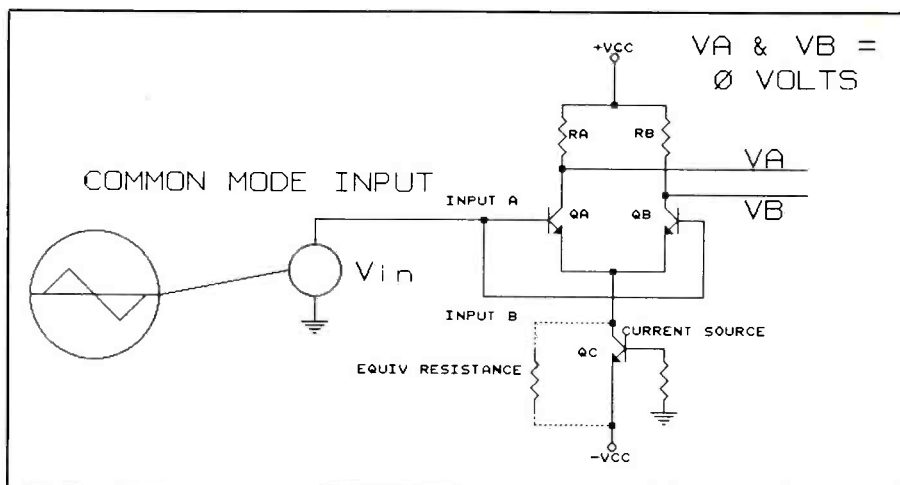 +VCC
VA & VB =
Ø VOLTS
RA
RB
VA
COMMON MODE INPUT
INPUT A
QA
QB
VB
Vin
INPUT B
CURRENT SOURCE
QC
EQUIV RESISTANCE
-VCC